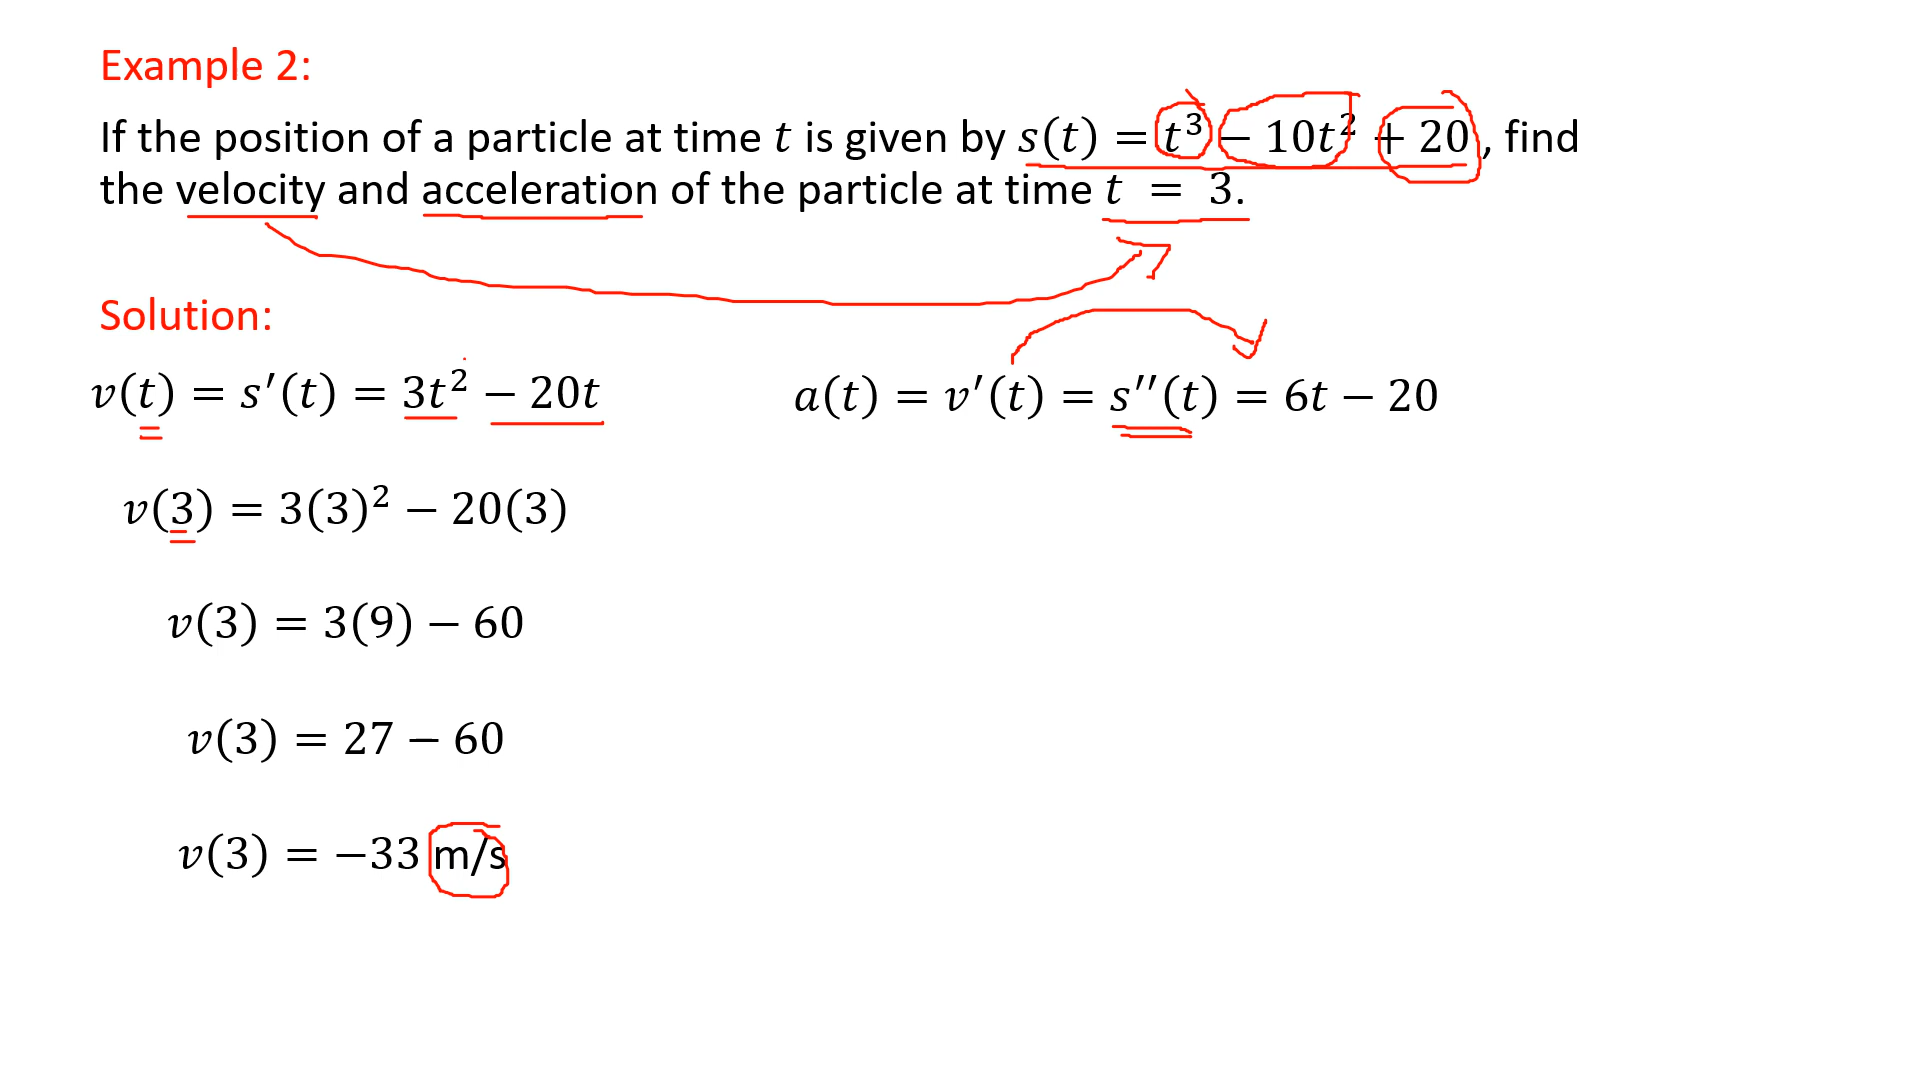 Example 2:
If the position of a particle at time t is given by s(t) = t³ − 10t² + 20, find
the velocity and acceleration of the particle at time t = 3.
Solution:
v(t) = s′(t) = 3t² − 20t
a(t) = v′(t) = s′′(t) = 6t − 20
v(3) = 3(3)² − 20(3)
v(3) = 3(9) − 60
v(3) = 27 − 60
v(3) = −33 m/s